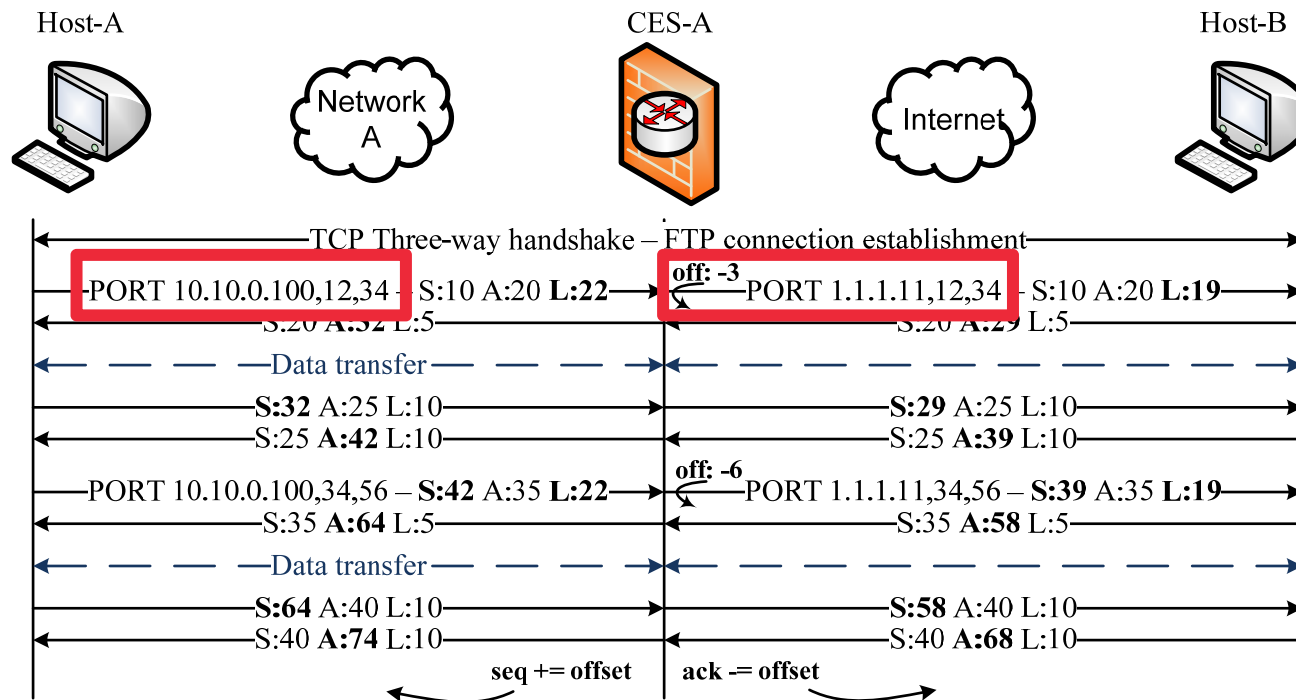 Host-A
CES-A
Host-B
Network
A
Internet
TCP Three-way handshake – FTP connection establishment
PORT 10.10.0.100,12,34 – S:10 A:20 L:22
off: -3
PORT 1.1.1.11,12,34 – S:10 A:20 L:19
S:20 A:32 L:5
S:20 A:29 L:5
Data transfer
S:32 A:25 L:10
S:29 A:25 L:10
S:25 A:42 L:10
S:25 A:39 L:10
off: -6
PORT 10.10.0.100,34,56 – S:42 A:35 L:22
PORT 1.1.1.11,34,56 – S:39 A:35 L:19
S:35 A:64 L:5
S:35 A:58 L:5
Data transfer
S:64 A:40 L:10
S:58 A:40 L:10
S:40 A:74 L:10
S:40 A:68 L:10
seq += offset
ack -= offset